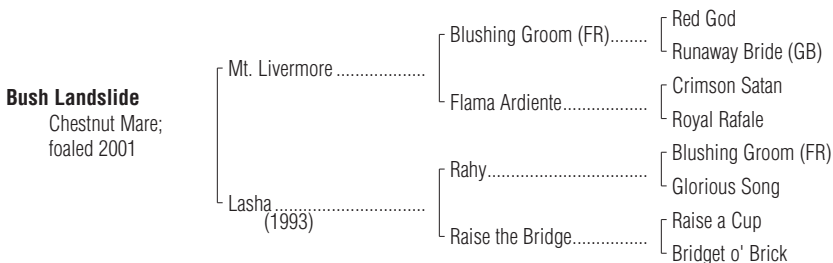 Bush Landslide
Chestnut Mare;
foaled 2001
Mt. Livermore ...................
Lasha .................................
(1993)
Blushing Groom (FR)........
Flama Ardiente.................
Rahy..................................
Raise the Bridge................
Red God
Runaway Bride (GB)
Crimson Satan
Royal Rafale
Blushing Groom (FR)
Glorious Song
Raise a Cup
Bridget o' Brick